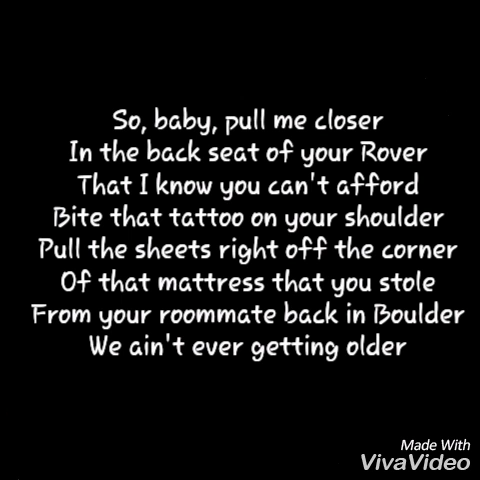 So, baby, pull me closer
In the back seat of your Rover
That I know you can't afford
Bite that tattoo on your shoulder
Pull the sheets right off the corner
Of that mattress that you stole
From your roommate back in Boulder
We ain't ever getting older
Made With
VivaVideo